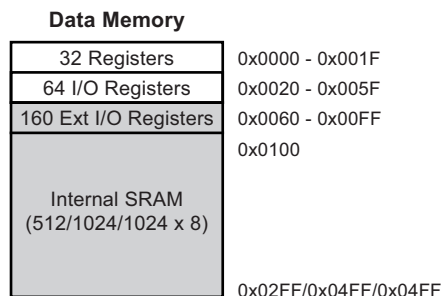 Data Memory
32 Registers 0x0000 - 0x001F
64 I/O Registers 0x0020 - 0x005F
160 Ext I/O Registers 0x0060 - 0x00FF
0x0100
Internal SRAM
(512/1024/1024 x 8)
0x02FF/0x04FF/0x04FF